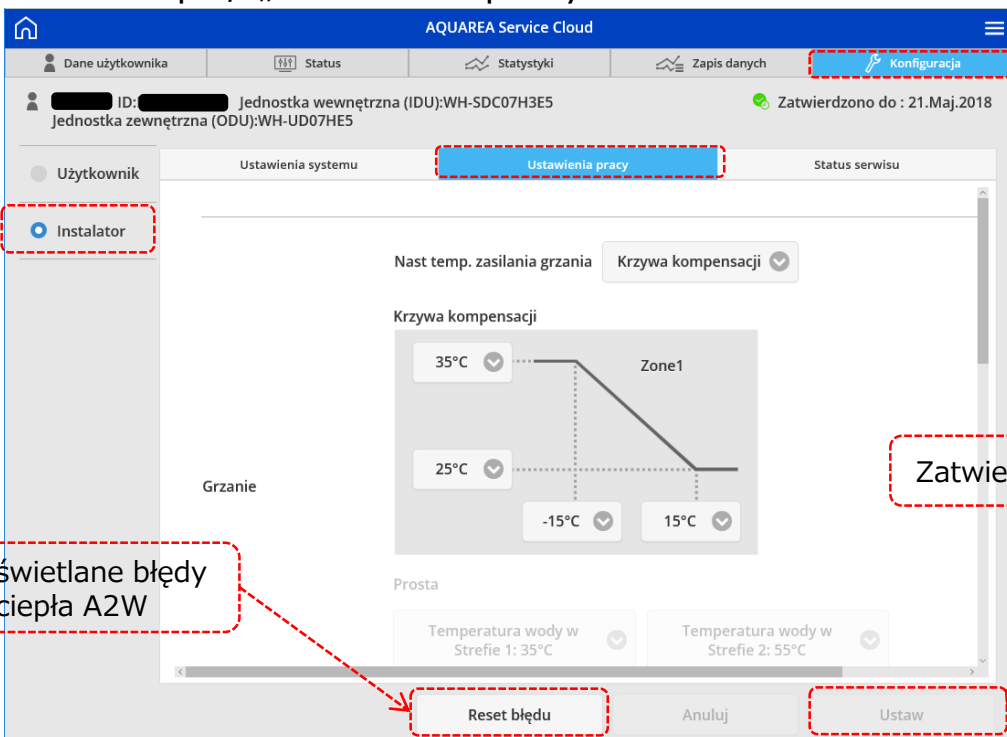 AQUAREA Service Cloud
Dane użytkownika
Status
Statystyki
Zapis danych
Konfiguracja
ID: Jednostka wewnętrzna (IDU):WH-SDC07H3E5
Zatwierdzono do : 21.Maj.2018
Jednostka zewnętrzna (ODU):WH-UD07HE5
Użytkownik
Instalator
Ustawienia systemu
Ustawienia pracy
Status serwisu
Nast temp. zasilania grzania
Krzywa kompensacji
Krzywa kompensacji
35°C
Zone1
25°C
-15°C
15°C
Grzanie
Zatwie
świetlane błędy
ciepła A2W
Prosta
Temperatura wody w
Strefie 1: 35°C
Temperatura wody w
Strefie 2: 55°C
Reset błędu
Anuluj
Ustaw